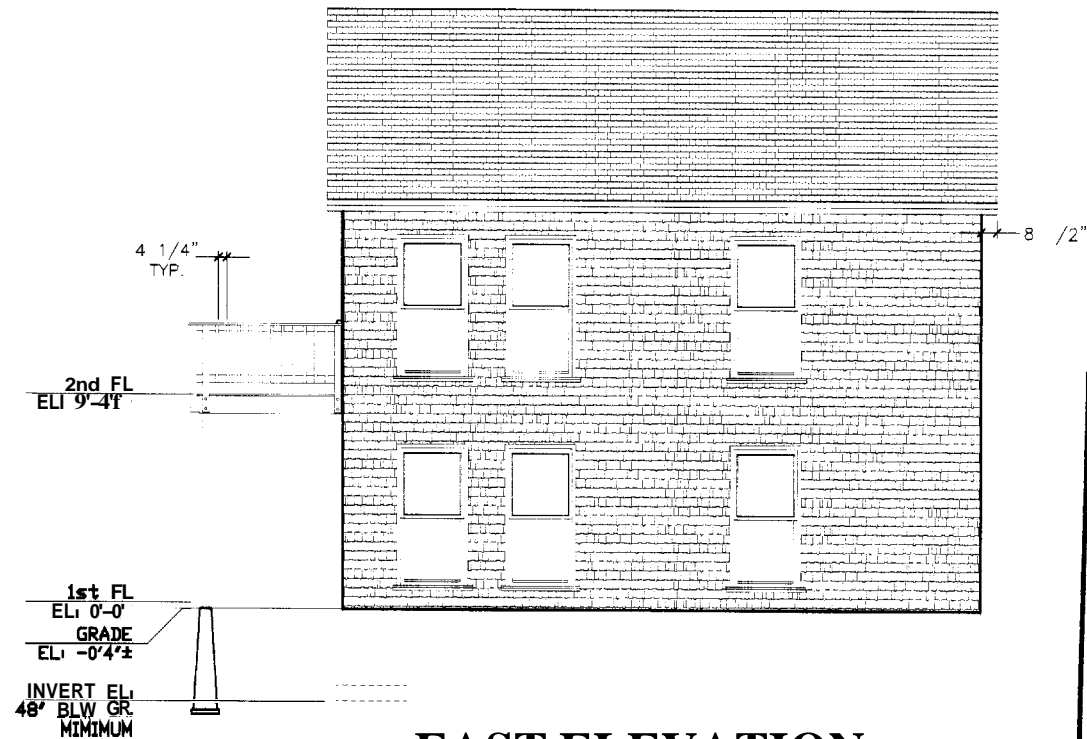 4 1/4"
TYP.
8 /2"
2nd FL
EL: 9'-4"f
1st FL
EL: 0'-0'
GRADE
EL: -0'4"±
INVERT EL:
48" BLW GR.
MIMIMUM
EAST ELEVATION